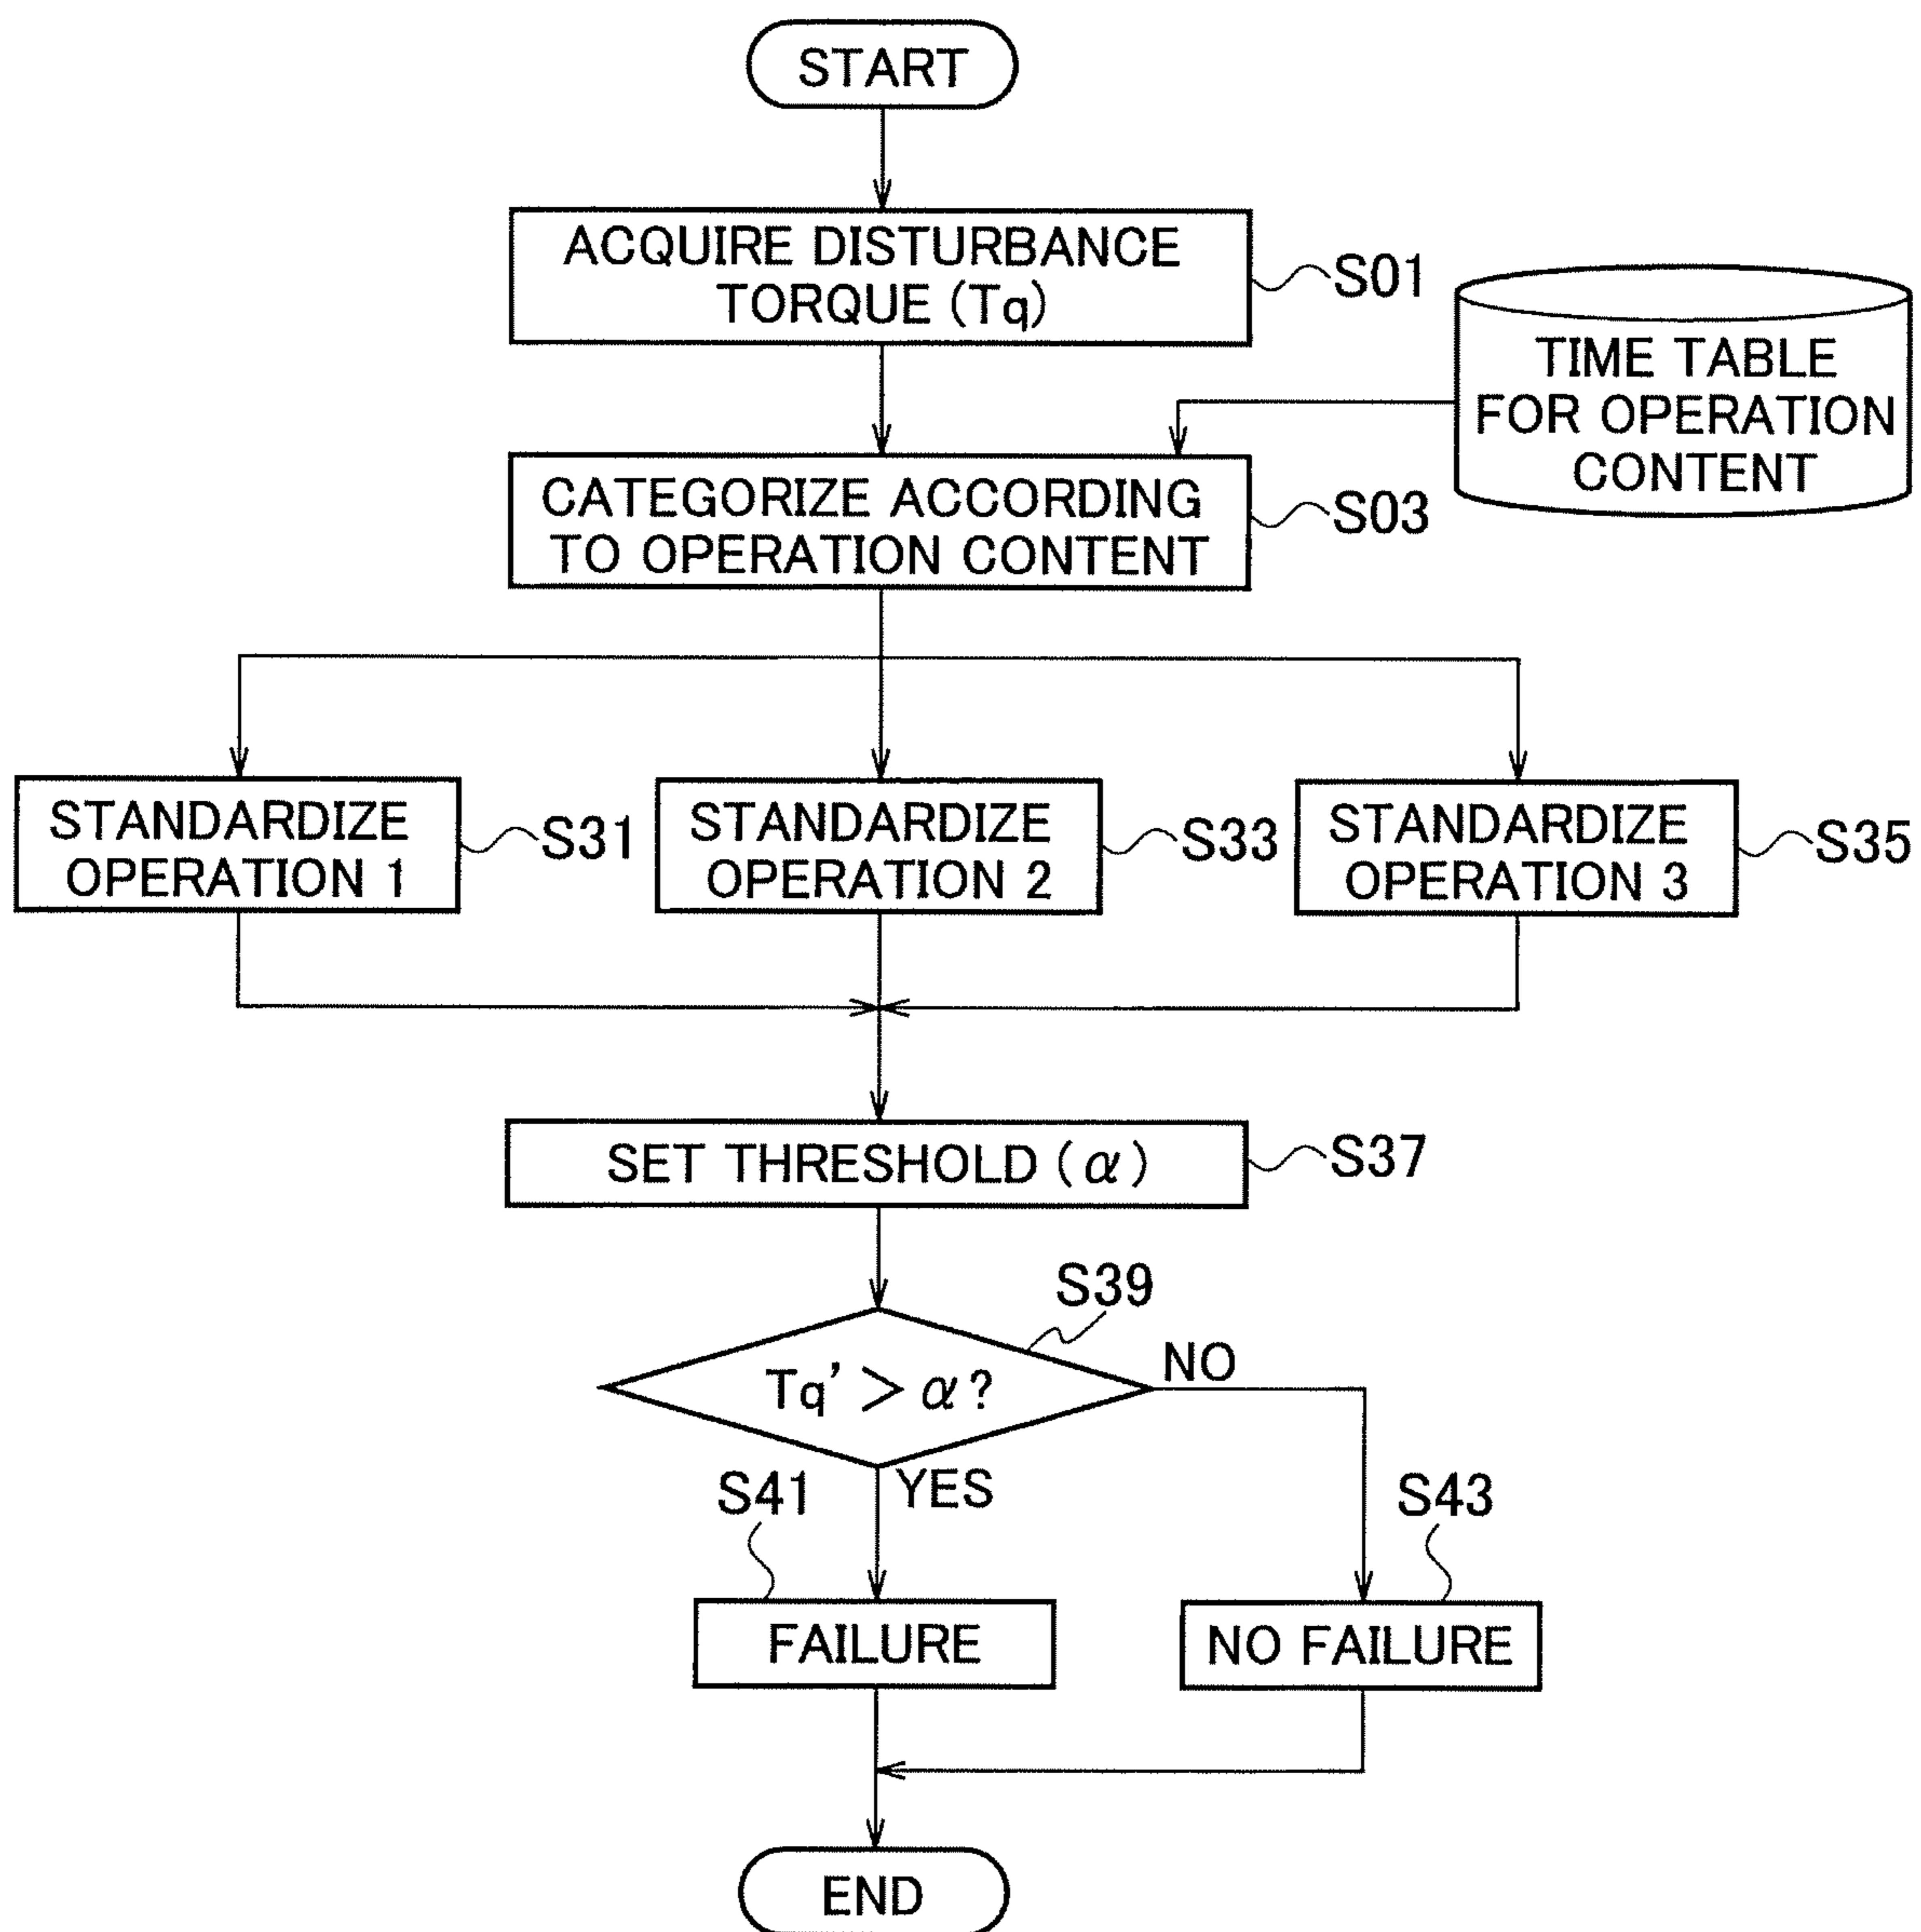 START
ACQUIRE DISTURBANCE
TORQUE (Tq)
S01
TIME TABLE
FOR OPERATION
CONTENT
CATEGORIZE ACCORDING
TO OPERATION CONTENT
S03
STANDARDIZE
OPERATION 1
S31
STANDARDIZE
OPERATION 2
S33
STANDARDIZE
OPERATION 3
S35
SET THRESHOLD (α)
S37
S39
Tq’ > α?
NO
YES
S41
S43
FAILURE
NO FAILURE
END